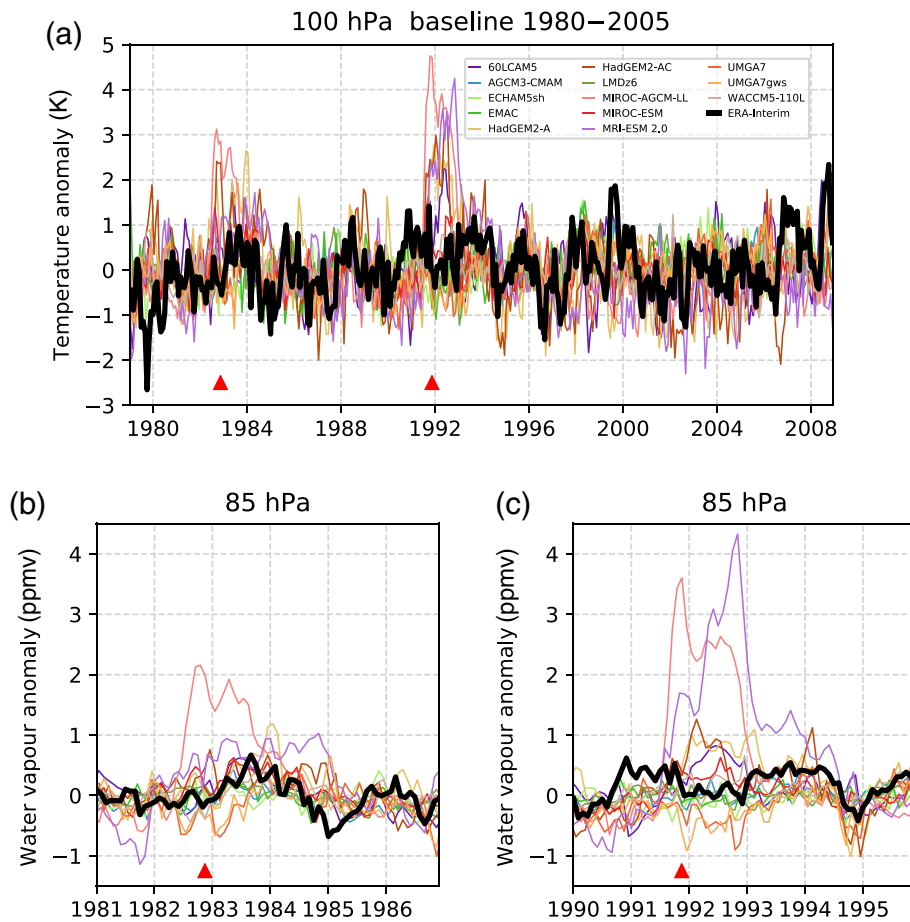 (a)
100 hPa baseline 1980−2005
Temperature anomaly (K)
5
4
3
2
1
0
−1
−2
−3
60LCAM5
AGCM3-CMAM
ECHAM5sh
EMAC
HadGEM2-A
HadGEM2-AC
LMDz6
MIROC-AGCM-LL
MIROC-ESM
MRI-ESM 2.0
UMGA7
UMGA7gws
WACCM5-110L
ERA-Interim
1980 1984 1988 1992 1996 2000 2004 2008
(b)
85 hPa
Water vapour anomaly (ppmv)
4
3
2
1
0
−1
1981 1982 1983 1984 1985 1986
(c)
85 hPa
Water vapour anomaly (ppmv)
4
3
2
1
0
−1
1990 1991 1992 1993 1994 1995